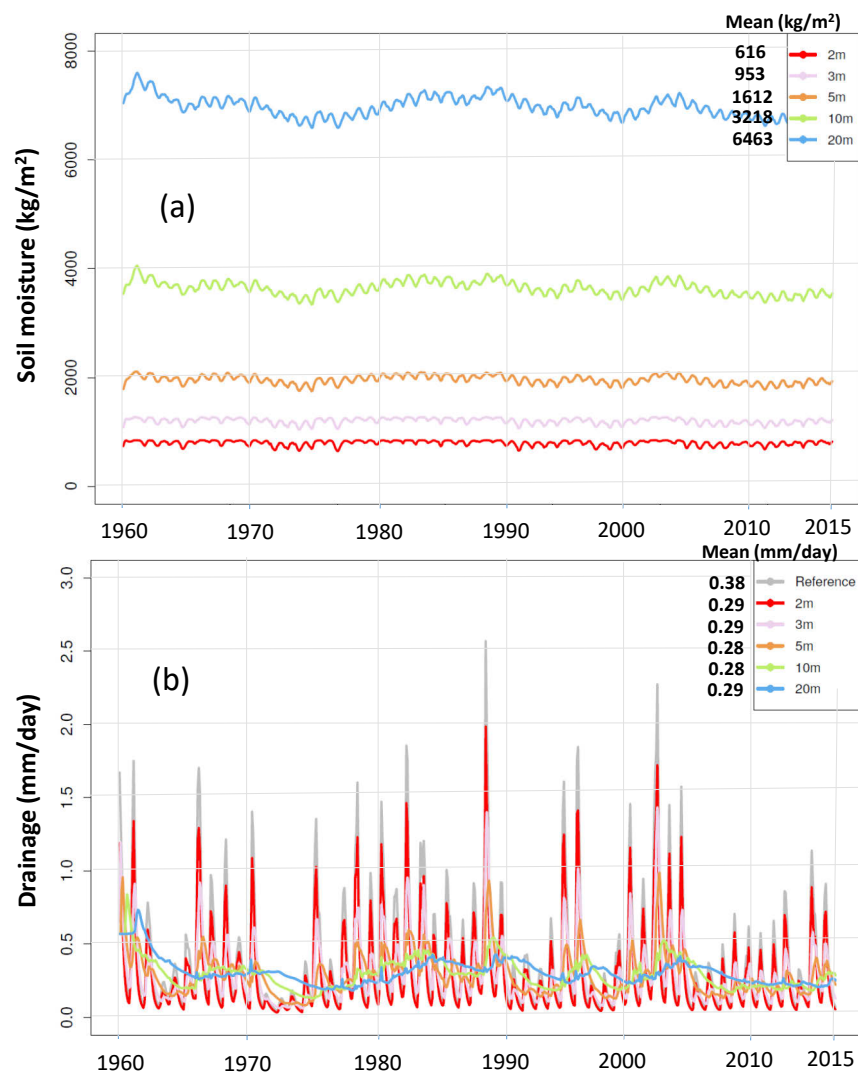 Mean (kg/m²)
616 2m
953 3m
1612 5m
3218 10m
6463 20m
8000
6000
4000
2000
0
Soil moisture (kg/m²)
(a)
1960 1970 1980 1990 2000 2010 2015
Mean (mm/day)
0.38 Reference
0.29 2m
0.29 3m
0.28 5m
0.28 10m
0.29 20m
3.0
2.5
2.0
1.5
1.0
0.5
0.0
Drainage (mm/day)
(b)
1960 1970 1980 1990 2000 2010 2015